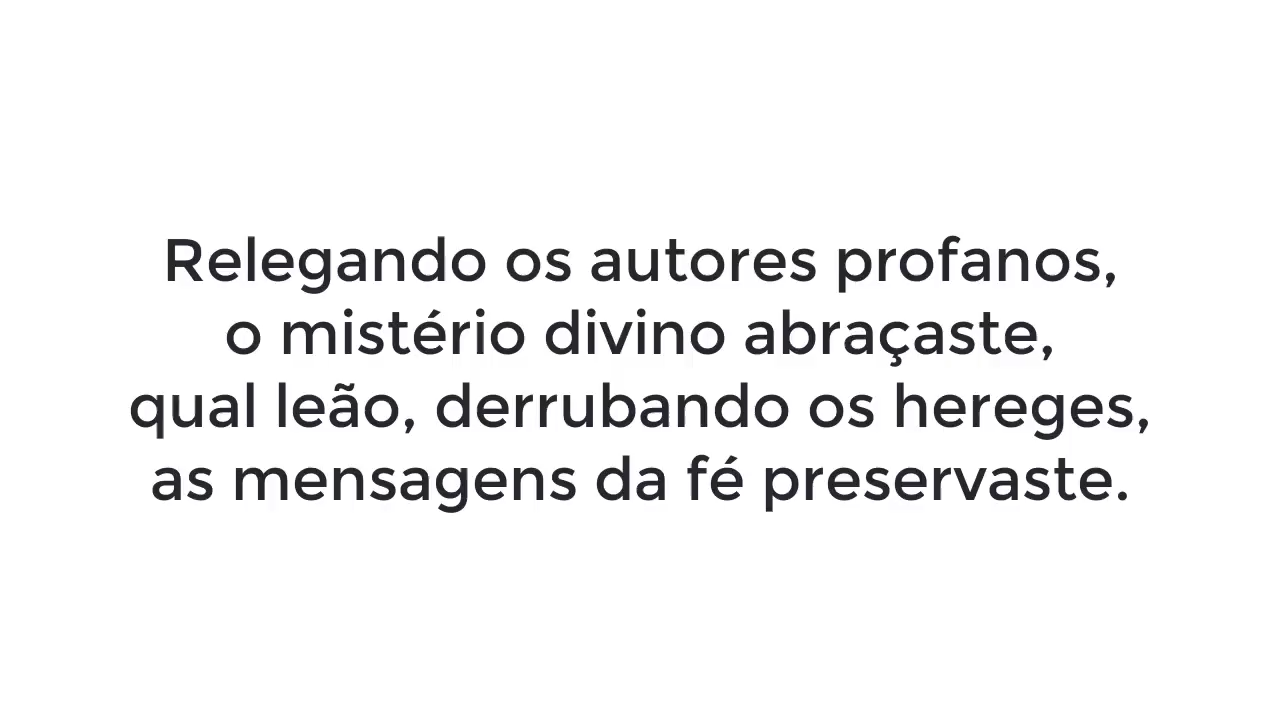 Relegando os autores profanos,
o mistério divino abraçaste,
qual leão, derrubando os hereges,
as mensagens da fé preservaste.